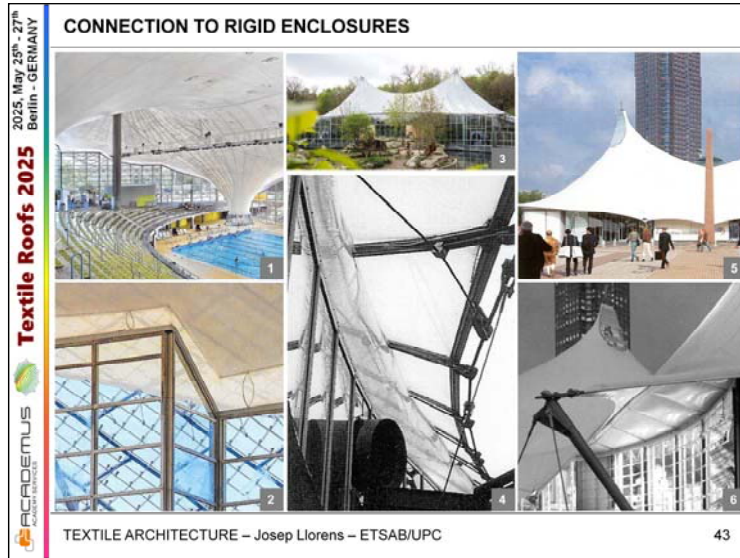 CONNECTION TO RIGID ENCLOSURES
2025, May 25th - 27th
Berlin - GERMANY
Textile Roofs 2025
ACADEMUS
ACADEMY SERVICES
1
2
3
4
5
6
TEXTILE ARCHITECTURE – Josep Llorens – ETSAB/UPC
43